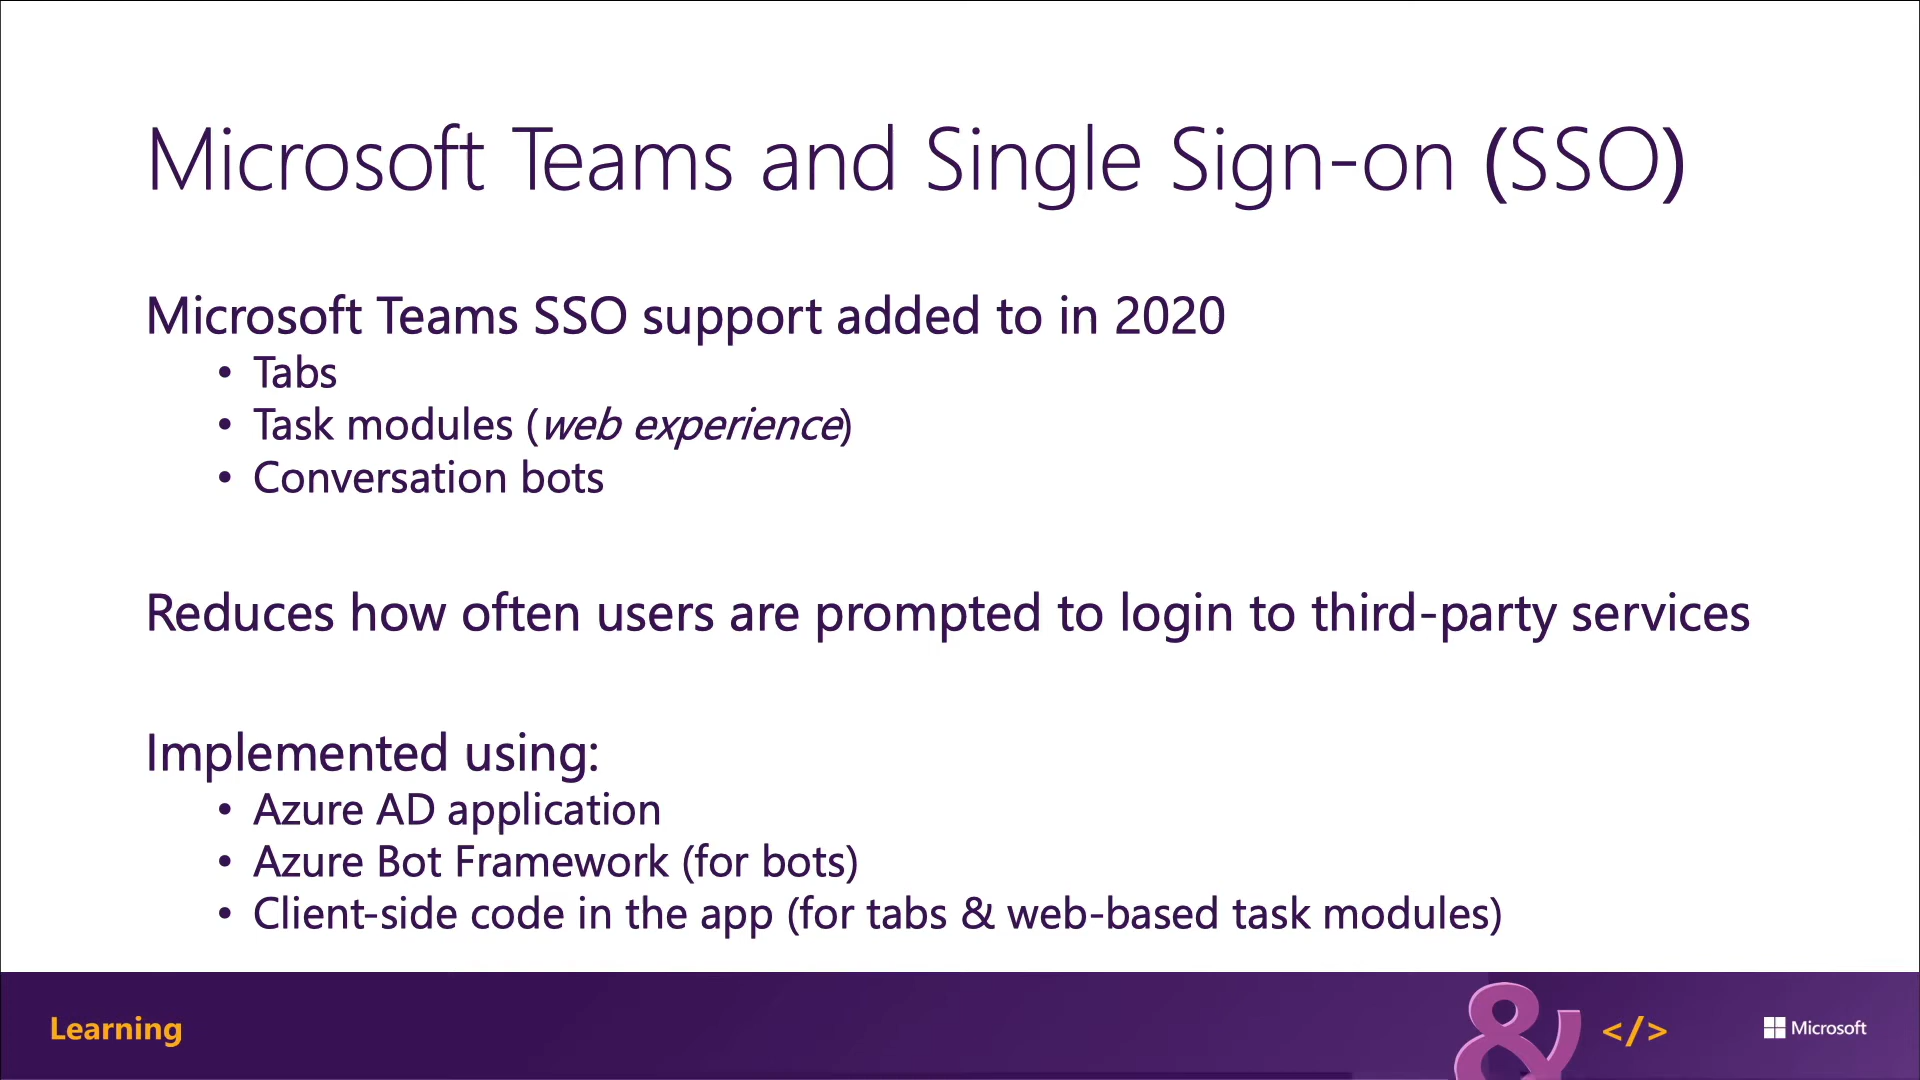 Microsoft Teams and Single Sign-on (SSO)
Microsoft Teams SSO support added to in 2020
• Tabs
• Task modules (web experience)
• Conversation bots
Reduces how often users are prompted to login to third-party services
Implemented using:
• Azure AD application
• Azure Bot Framework (for bots)
• Client-side code in the app (for tabs & web-based task modules)
Learning
& </>
Microsoft